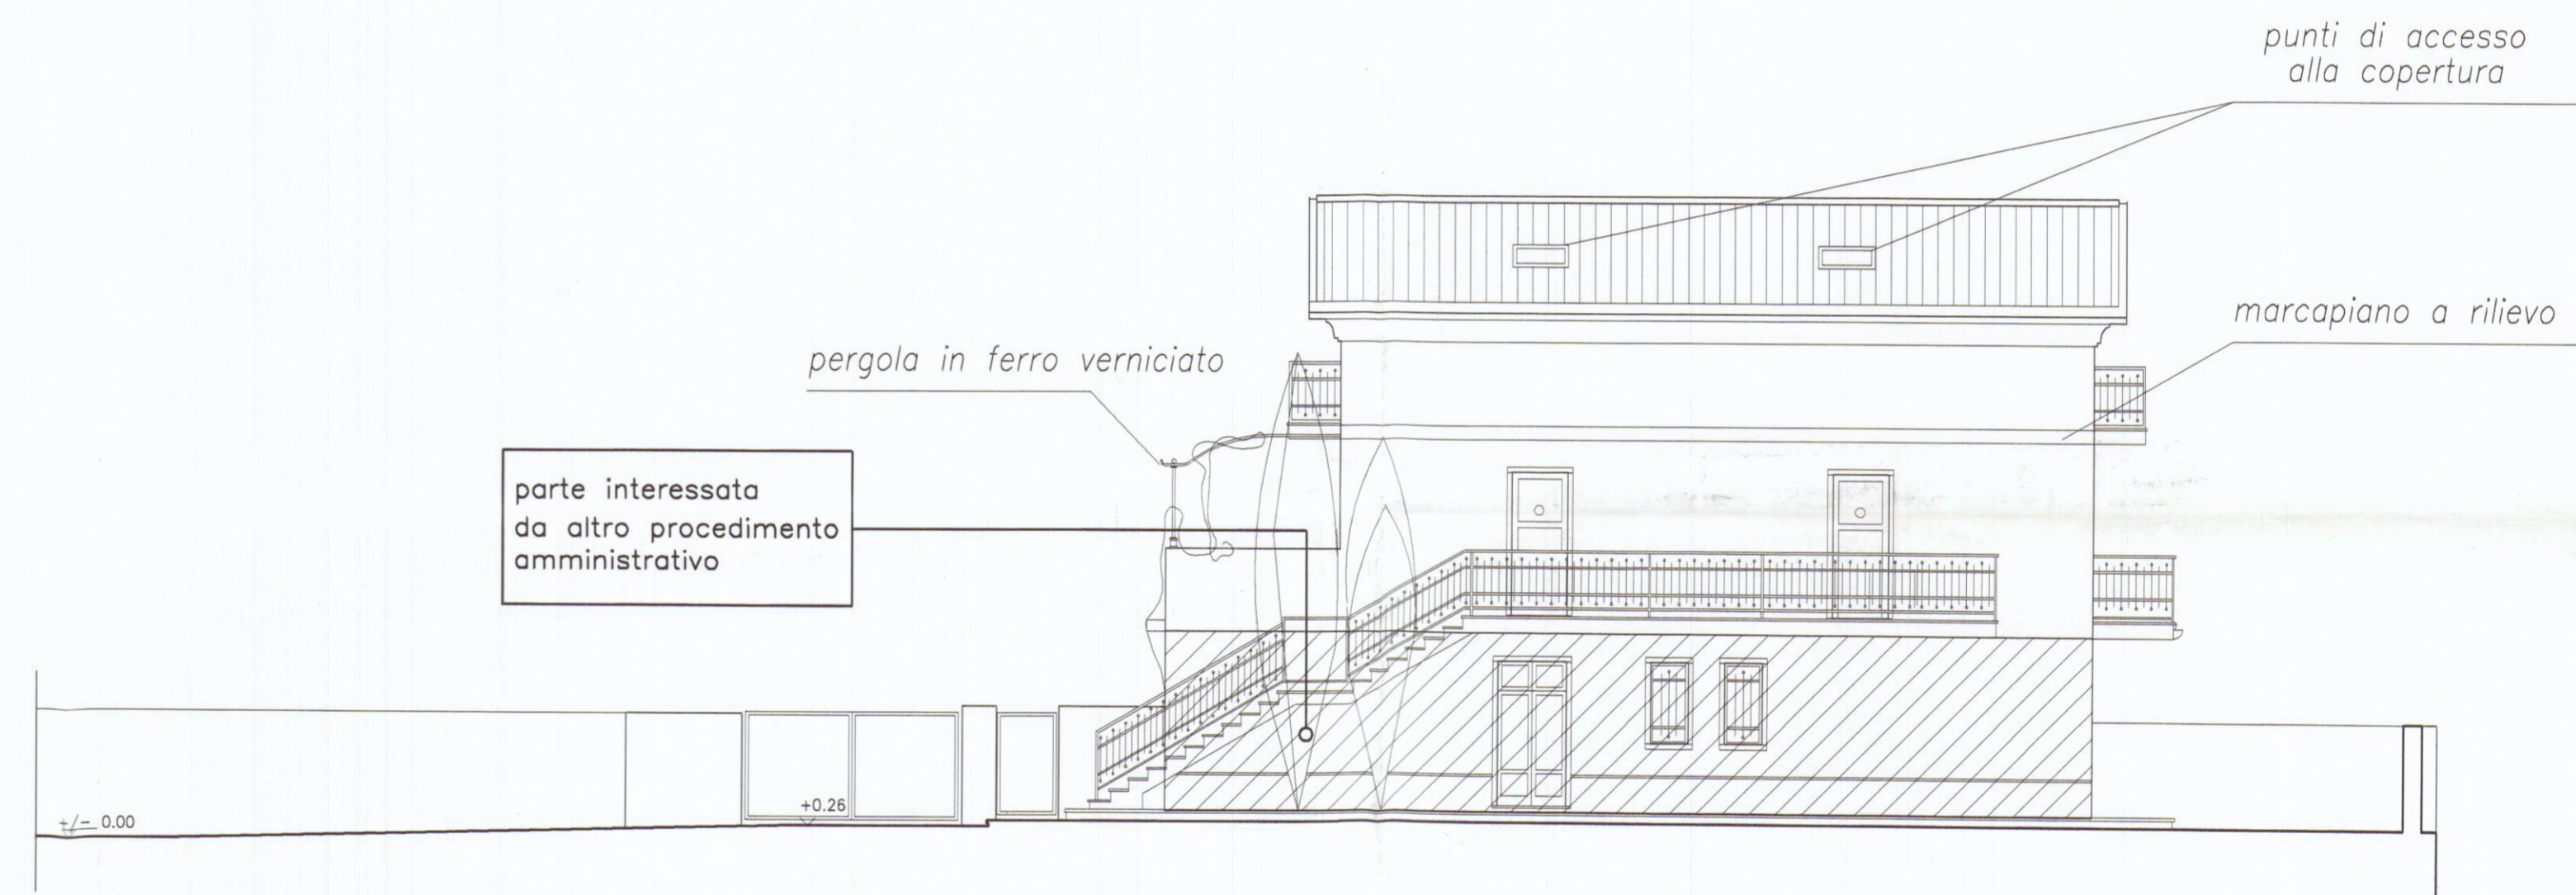 punti di accesso
alla copertura
marcapiano a rilievo
pergola in ferro verniciato
parte interessata
da altro procedimento
amministrativo
+0.26
+/- 0.00